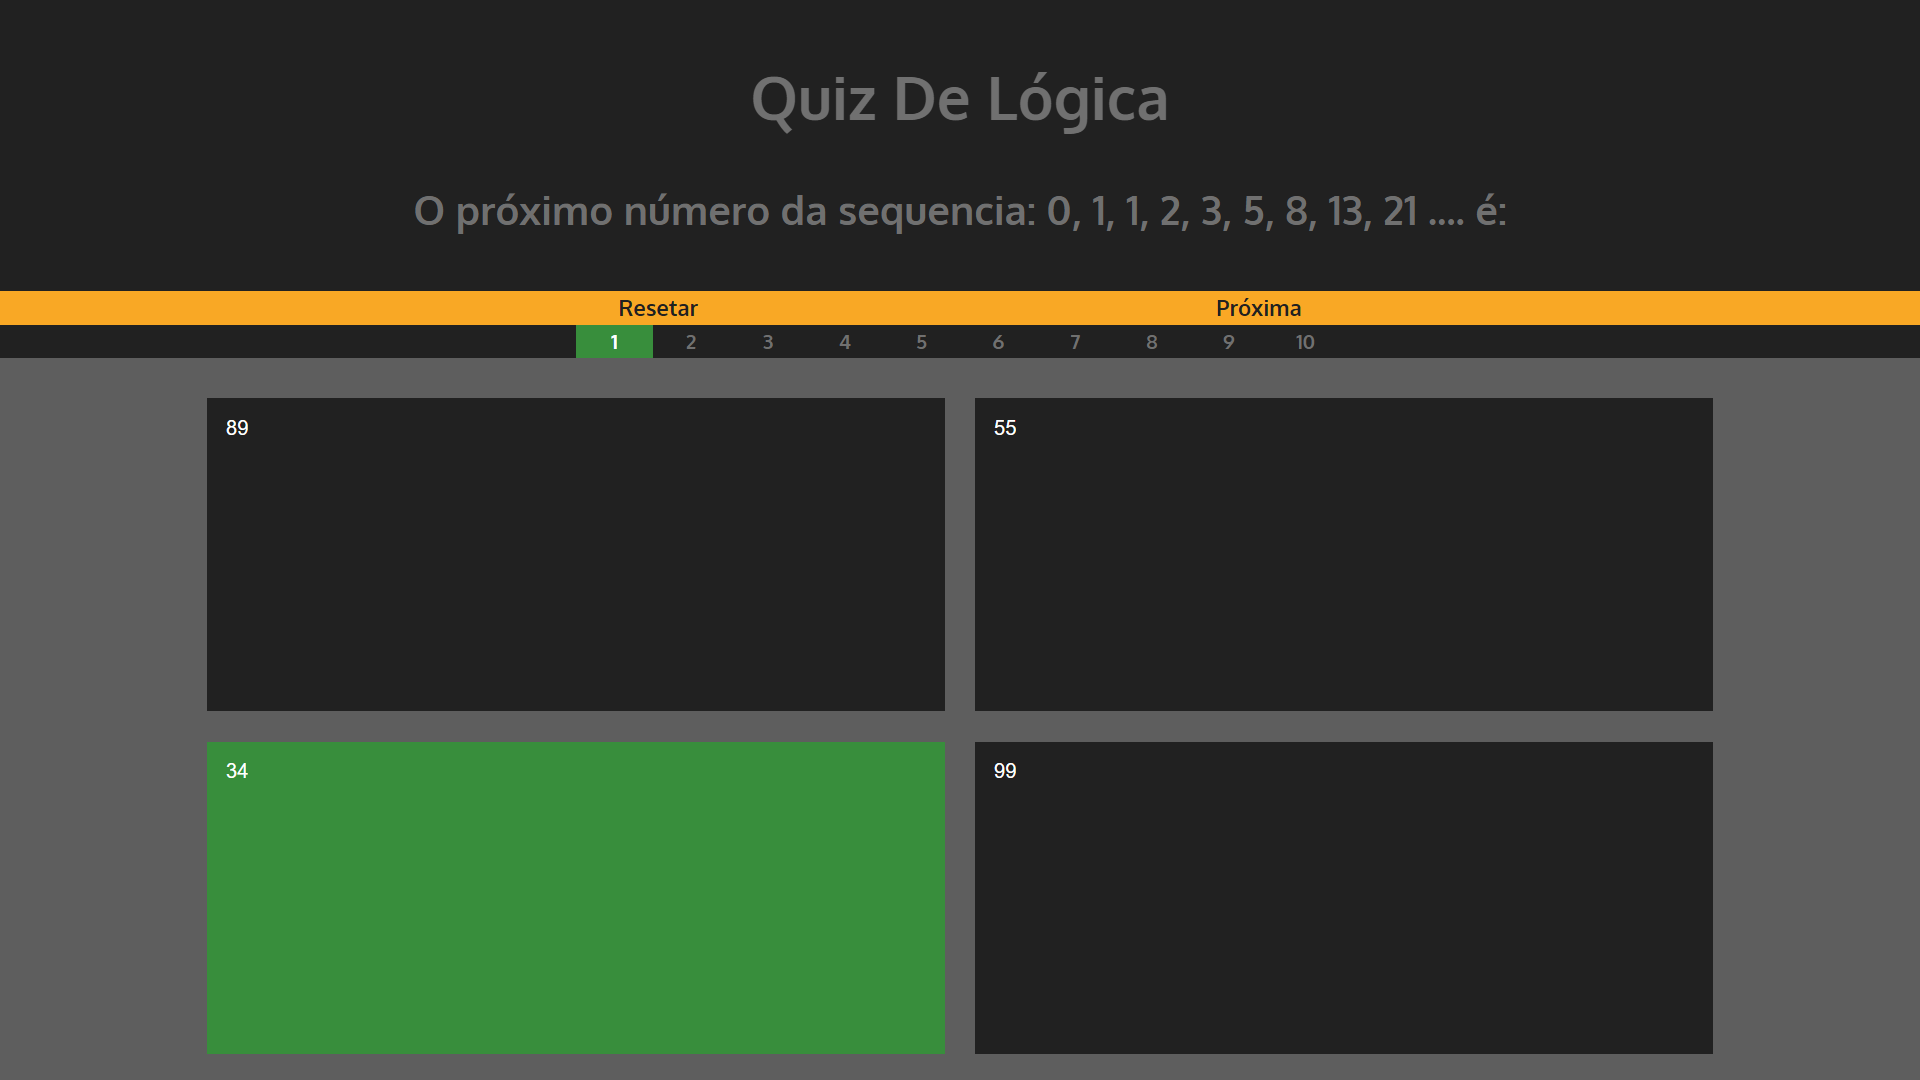 Quiz De Lógica
O próximo número da sequencia: 0, 1, 1, 2, 3, 5, 8, 13, 21 .... é:
Resetar Próxima
1 2 3 4 5 6 7 8 9 10
89 55
34 99